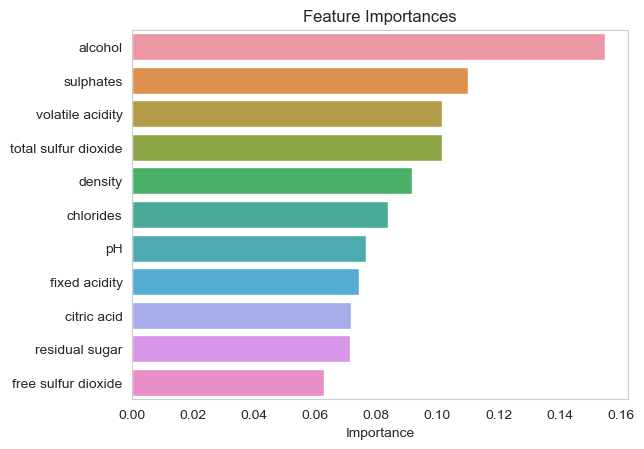 Feature Importances
alcohol
sulphates
volatile acidity
total sulfur dioxide
density
chlorides
pH
fixed acidity
citric acid
residual sugar
free sulfur dioxide
0.00 0.02 0.04 0.06 0.08 0.10 0.12 0.14 0.16
Importance